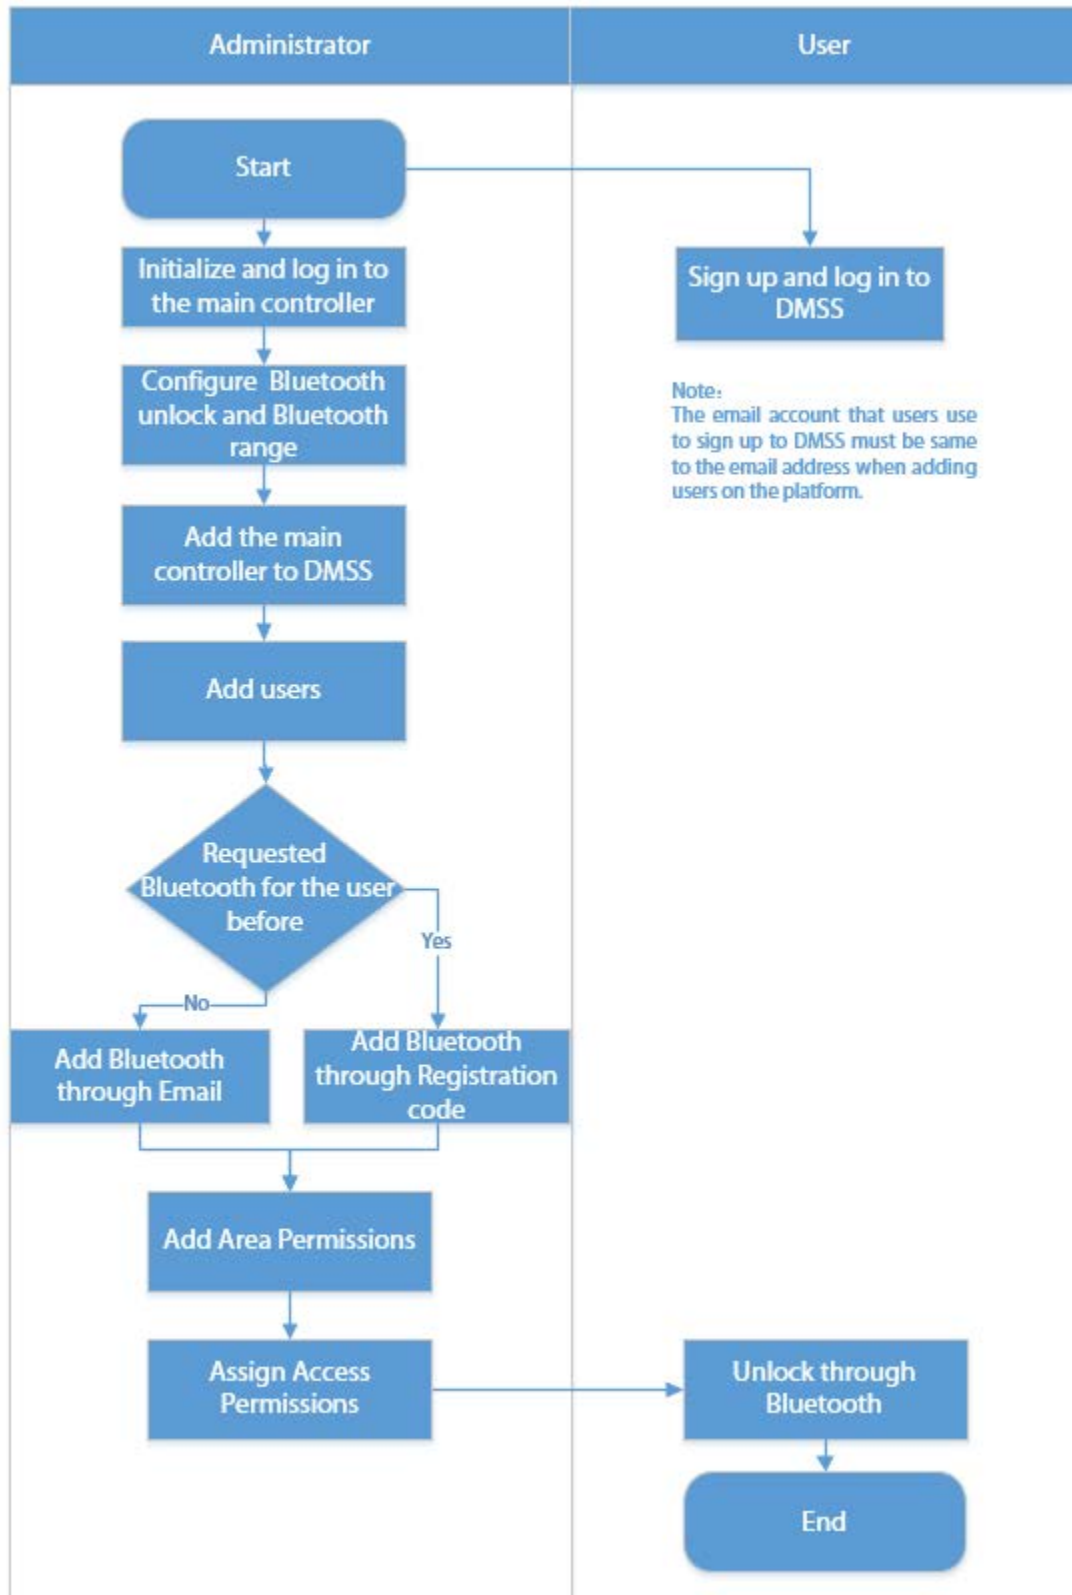 Administrator
User
Start
Initialize and log in to
the main controller
Sign up and log in to
DMSS
Configure Bluetooth
unlock and Bluetooth
range
Note:
The email account that users use
to sign up to DMSS must be same
to the email address when adding
users on the platform.
Add the main
controller to DMSS
Add users
Requested
Bluetooth for the user
before
Yes
No
Add Bluetooth
through Email
Add Bluetooth
through Registration
code
Add Area Permissions
Assign Access
Permissions
Unlock through
Bluetooth
End